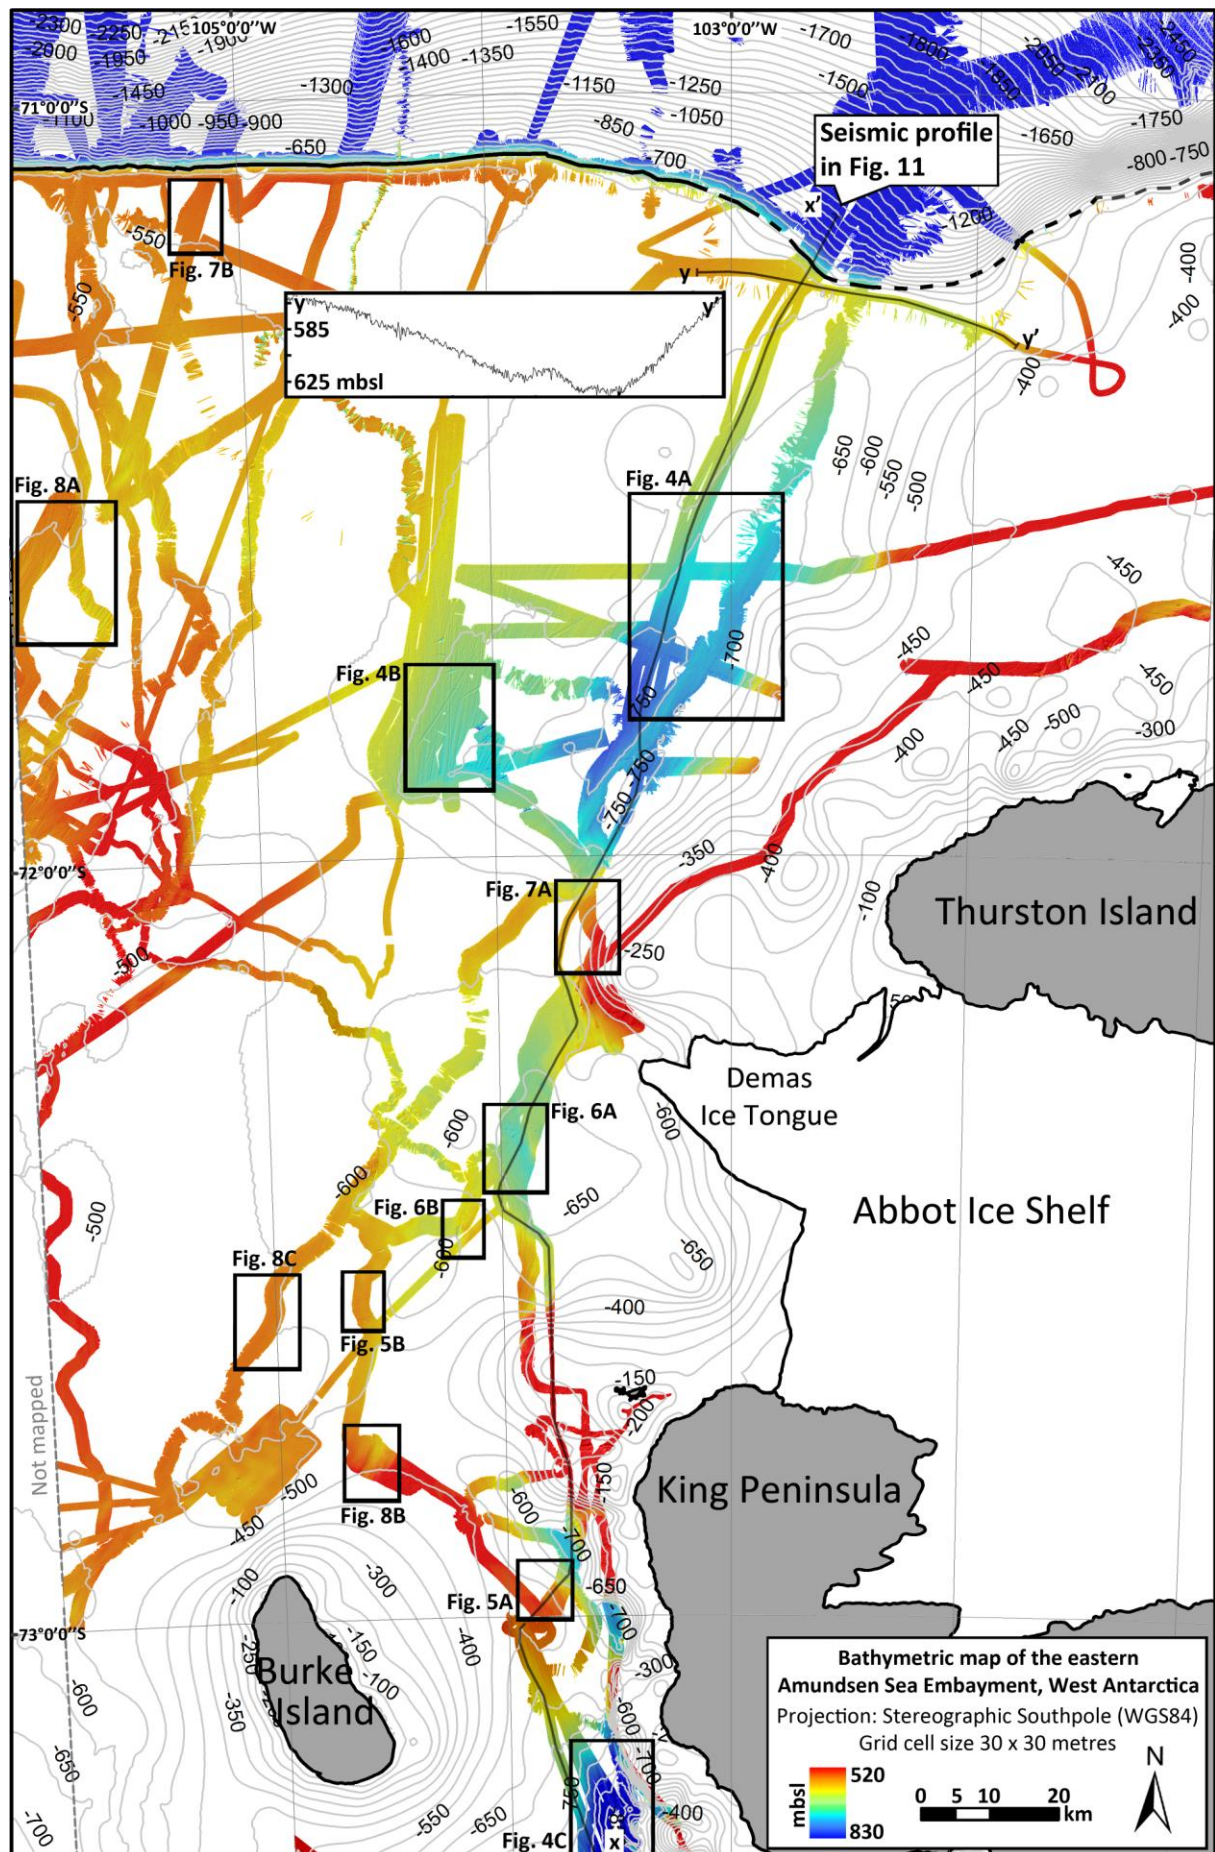 -2300
-2250
-2150
105°0'0"W
-1900
-1550
103°0'0"W
-1700
-2450
-2000
-1950
-1600
1400
-1350
-1800
-2050
-2350
-1450
-1300
-1150
-1250
-1500
-1850
-2100
71°0'0"S
-1100
-1000
-950
-900
-850
-1050
Seismic profile
in Fig. 11
-1650
-1750
-650
-700
-800
-750
x'
-1200
-550
Fig. 7B
y
-400
-550
y
y'
585
625 mbsl
y'
-400
-400
-650
-600
-550
-500
Fig. 8A
Fig. 4A
-450
-700
-450
Fig. 4B
-450
-450
750
-400
-450
-500
-300
-750
-750
-350
-400
-72°0'0"S
Fig. 7A
-100
Thurston Island
-500
-250
Demas
Ice Tongue
-600
Fig. 6A
-600
-600
-500
Fig. 6B
-650
Abbot Ice Shelf
-600
-650
Fig. 8C
-400
Fig. 5B
Not mapped
-150
-200
-500
-600
-150
King Peninsula
-450
Fig. 8B
-700
-100
-300
-650
Fig. 5A
-700
-73°0'0"S
-250
-150
-400
-300
-600
Burke
Island
-100
-350
-600
-650
-700
750
-700
-550
-650
-400
Fig. 4C
x
Bathymetric map of the eastern
Amundsen Sea Embayment, West Antarctica
Projection: Stereographic Southpole (WGS84)
Grid cell size 30 x 30 metres
mbsl
520
830
0 5 10 20
km
N